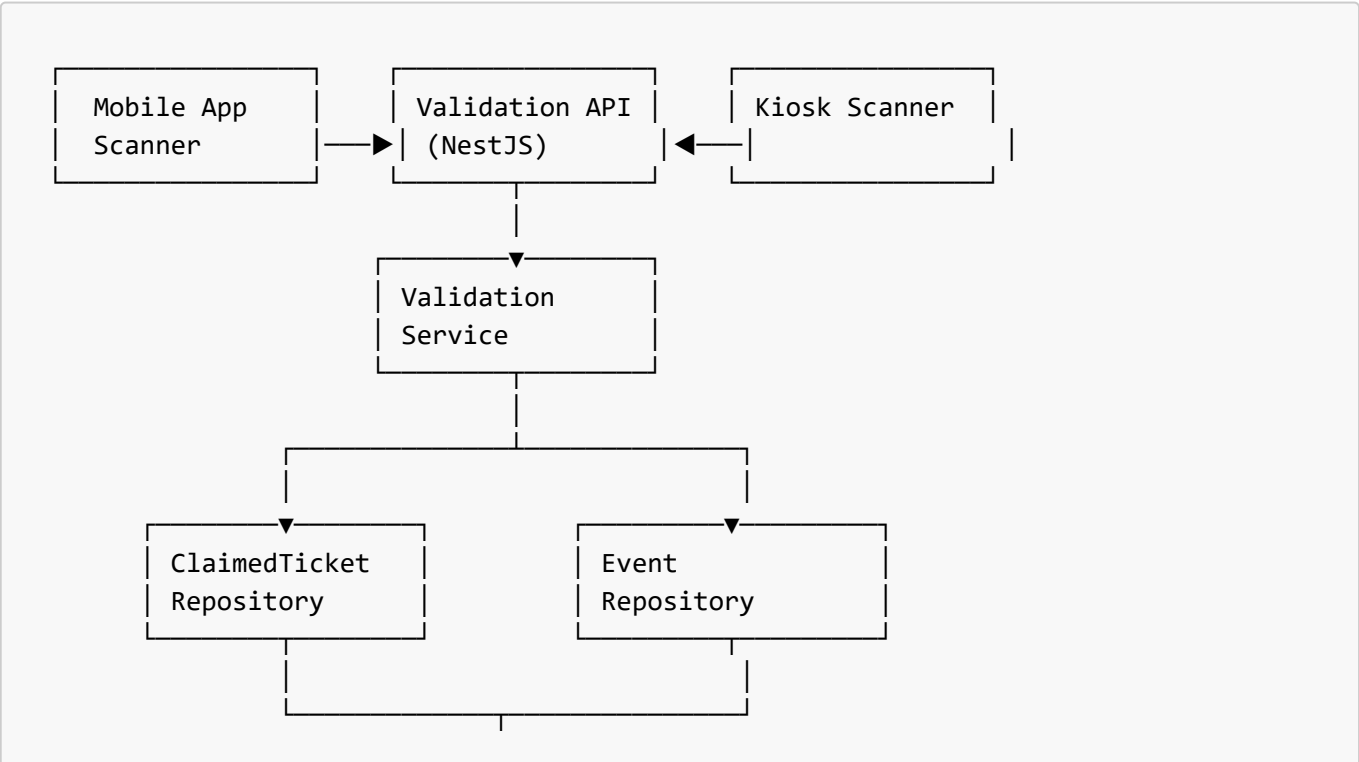 Mobile App
Scanner
Validation API
(NestJS)
Kiosk Scanner
Validation
Service
ClaimedTicket
Repository
Event
Repository